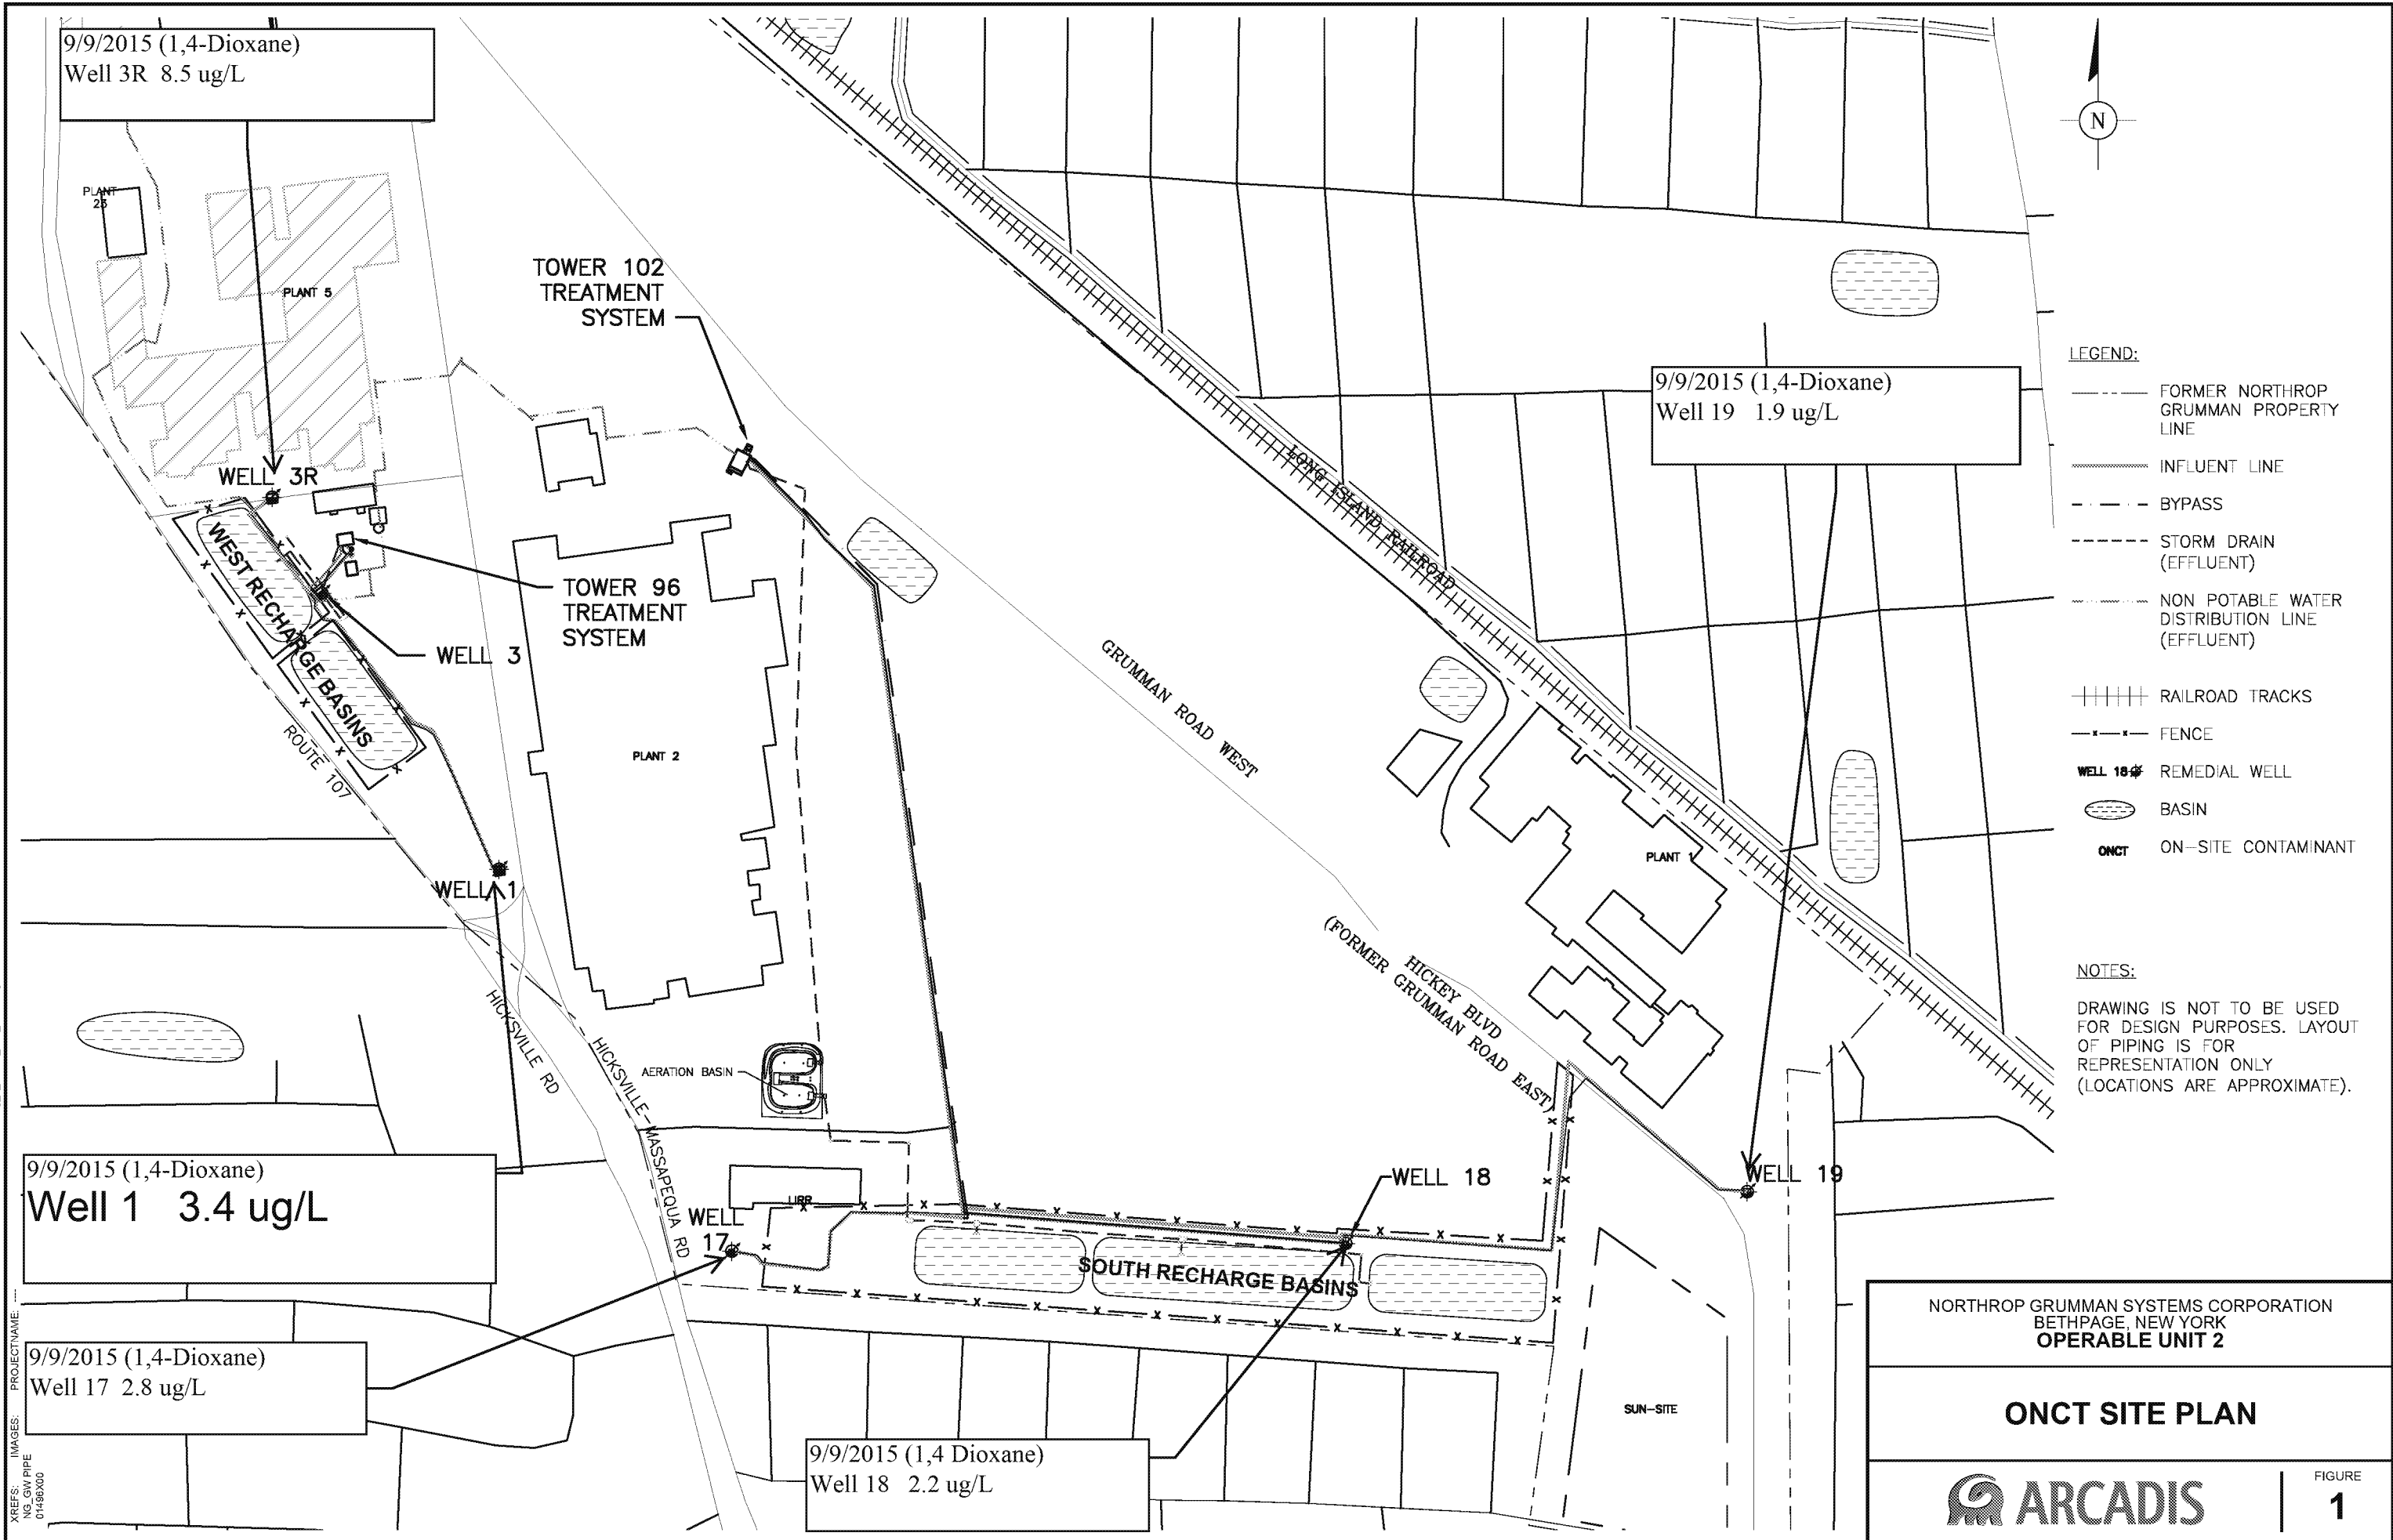 9/9/2015 (1,4-Dioxane)
Well 3R 8.5 ug/L
PLANT
23
PLANT 5
TOWER 102
TREATMENT
SYSTEM
WELL 3R
WEST RECHARGE BASINS
TOWER 96
TREATMENT
SYSTEM
WELL 3
ROUTE 107
PLANT 2
WELL 1
HICKSVILLE RD
HICKSVILLE-MASSAPEQUA RD
AERATION BASIN
9/9/2015 (1,4-Dioxane)
Well 1 3.4 ug/L
LIRR
WELL
17
9/9/2015 (1,4-Dioxane)
Well 17 2.8 ug/L
SOUTH RECHARGE BASINS
WELL 18
9/9/2015 (1,4 Dioxane)
Well 18 2.2 ug/L
GRUMMAN ROAD WEST
LONG ISLAND RAILROAD
9/9/2015 (1,4-Dioxane)
Well 19 1.9 ug/L
PLANT 1
HICKEY BLVD
(FORMER GRUMMAN ROAD EAST)
WELL 19
SUN-SITE
N
LEGEND:
FORMER NORTHROP
GRUMMAN PROPERTY
LINE
INFLUENT LINE
BYPASS
STORM DRAIN
(EFFLUENT)
NON POTABLE WATER
DISTRIBUTION LINE
(EFFLUENT)
RAILROAD TRACKS
FENCE
WELL 18 REMEDIAL WELL
BASIN
ONCT ON-SITE CONTAMINANT
NOTES:
DRAWING IS NOT TO BE USED
FOR DESIGN PURPOSES. LAYOUT
OF PIPING IS FOR
REPRESENTATION ONLY
(LOCATIONS ARE APPROXIMATE).
NORTHROP GRUMMAN SYSTEMS CORPORATION
BETHPAGE, NEW YORK
OPERABLE UNIT 2
ONCT SITE PLAN
ARCADIS
FIGURE
1
XREFS: IMAGES: PROJECTNAME: ---
NG_GW PIPE
01496X00